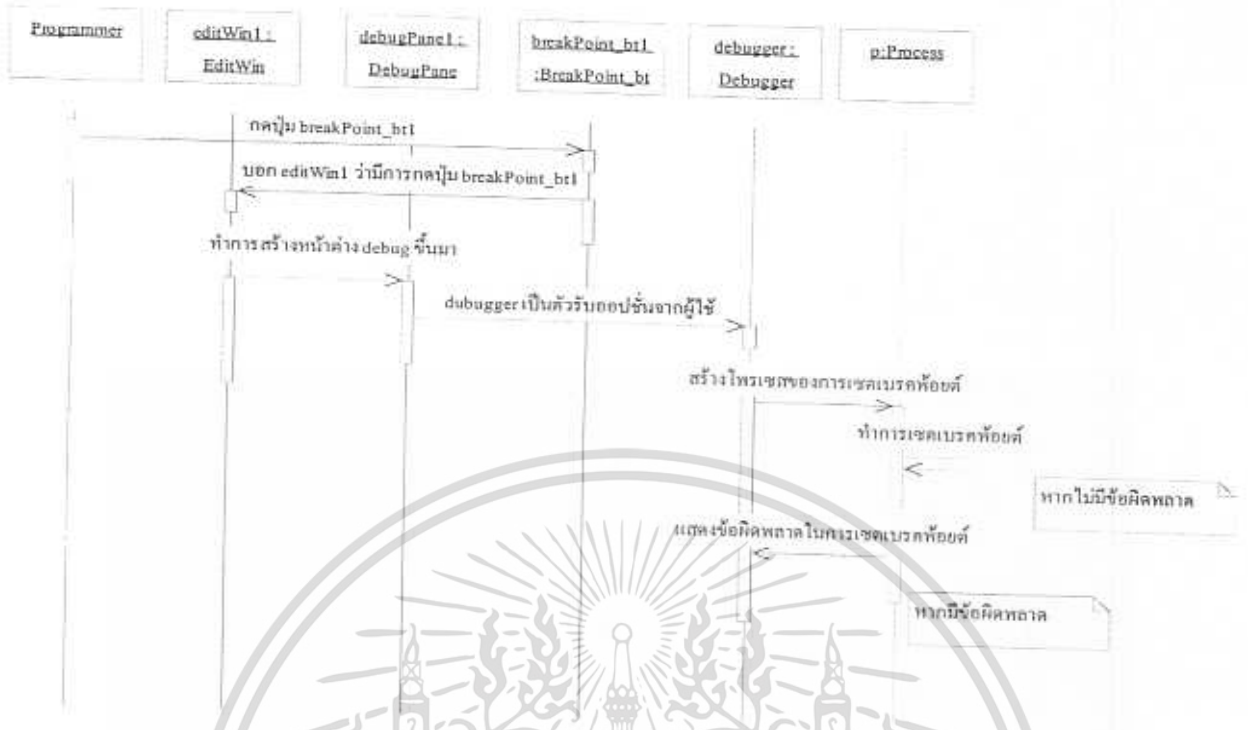 Programmer
editWin1 :
EditWin
debugPane1 :
DebugPane
breakPoint_bt1
:BreakPoint_bt
debugger :
Debugger
p:Process
กดปุ่ม breakPoint_bt1
บอก editWin1 ว่ามีการกดปุ่ม breakPoint_bt1
ทำการสร้างหน้าต่าง debug ขึ้นมา
dubugger เป็นตัวรับออปชั่นจากผู้ใช้
สร้างโพรเซสของการเซตเบรคพ้อยต์
ทำการเซตเบรคพ้อยต์
หากไม่มีข้อผิดพลาด
แสดงข้อผิดพลาดในการเซตเบรคพ้อยต์
หากมีข้อผิดพลาด